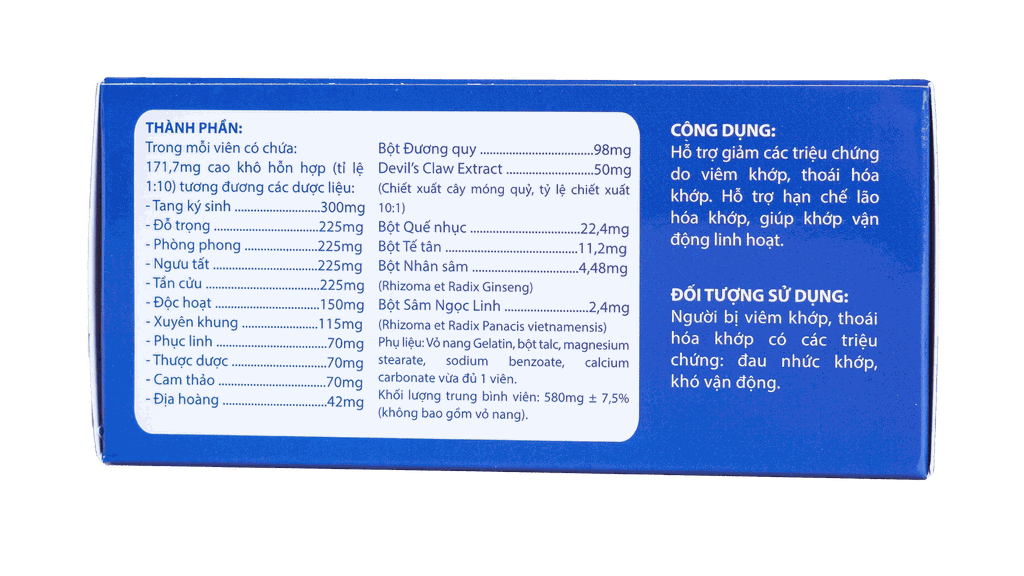 THÀNH PHẦN:
Trong mỗi viên có chứa:
171,7mg cao khô hỗn hợp (tỉ lệ
1:10) tương đương các dược liệu:
- Tang ký sinh ........................300mg
- Đỗ trọng ..............................225mg
- Phòng phong .....................225mg
- Ngưu tất ..............................225mg
- Tần cửu ...............................225mg
- Độc hoạt .............................150mg
- Xuyên khung ......................115mg
- Phục linh ...............................70mg
- Thược dược ...........................70mg
- Cam thảo ..............................70mg
- Địa hoàng .............................42mg
Bột Đương quy ................................98mg
Devil's Claw Extract .........................50mg
(Chiết xuất cây móng quỷ, tỷ lệ chiết xuất
10:1)
Bột Quế nhục ................................22,4mg
Bột Tế tân ......................................11,2mg
Bột Nhân sâm ...............................4,48mg
(Rhizoma et Radix Ginseng)
Bột Sâm Ngọc Linh .........................2,4mg
(Rhizoma et Radix Panacis vietnamensis)
Phụ liệu: Vỏ nang Gelatin, bột talc, magnesium
stearate, sodium benzoate, calcium
carbonate vừa đủ 1 viên.
Khối lượng trung bình viên: 580mg ± 7,5%
(không bao gồm vỏ nang).
CÔNG DỤNG:
Hỗ trợ giảm các triệu chứng
do viêm khớp, thoái hóa
khớp. Hỗ trợ hạn chế lão
hóa khớp, giúp khớp vận
động linh hoạt.
ĐỐI TƯỢNG SỬ DỤNG:
Người bị viêm khớp, thoái
hóa khớp có các triệu
chứng: đau nhức khớp,
khó vận động.